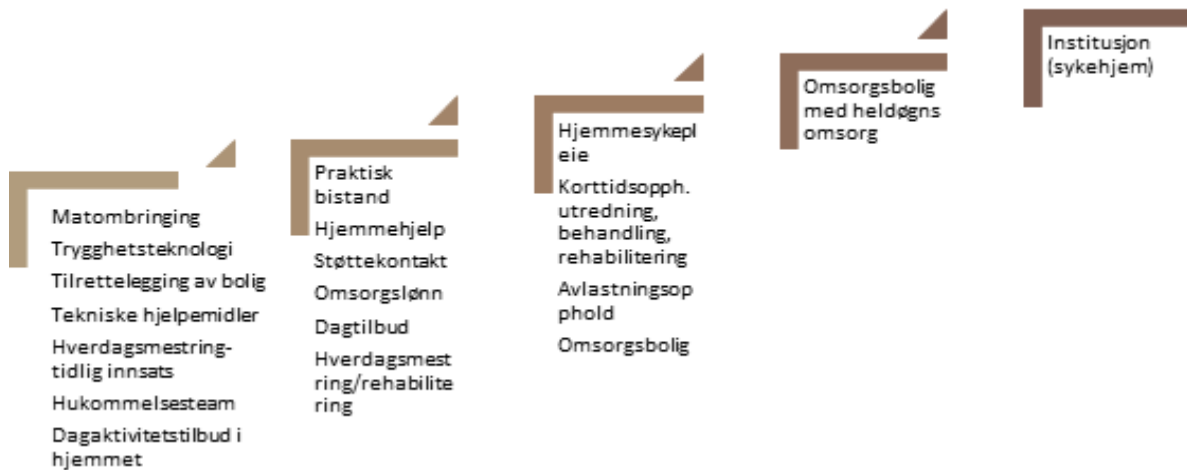 Matombringing
Trygghetsteknologi
Tilrettelegging av bolig
Tekniske hjelpemidler
Hverdagsmestring-
tidlig innsats
Hukommelsesteam
Dagaktivitetstilbud i
hjemmet
Praktisk
bistand
Hjemmehjelp
Støttekontakt
Omsorgslønn
Dagtilbud
Hverdagsmest
ring/rehabilite
ring
Hjemmesykepl
eie
Korttidsopph.
utredning,
behandling,
rehabilitering
Avlastningsop
phold
Omsorgsbolig
Omsorgsbolig
med heldøgns
omsorg
Institusjon
(sykehjem)